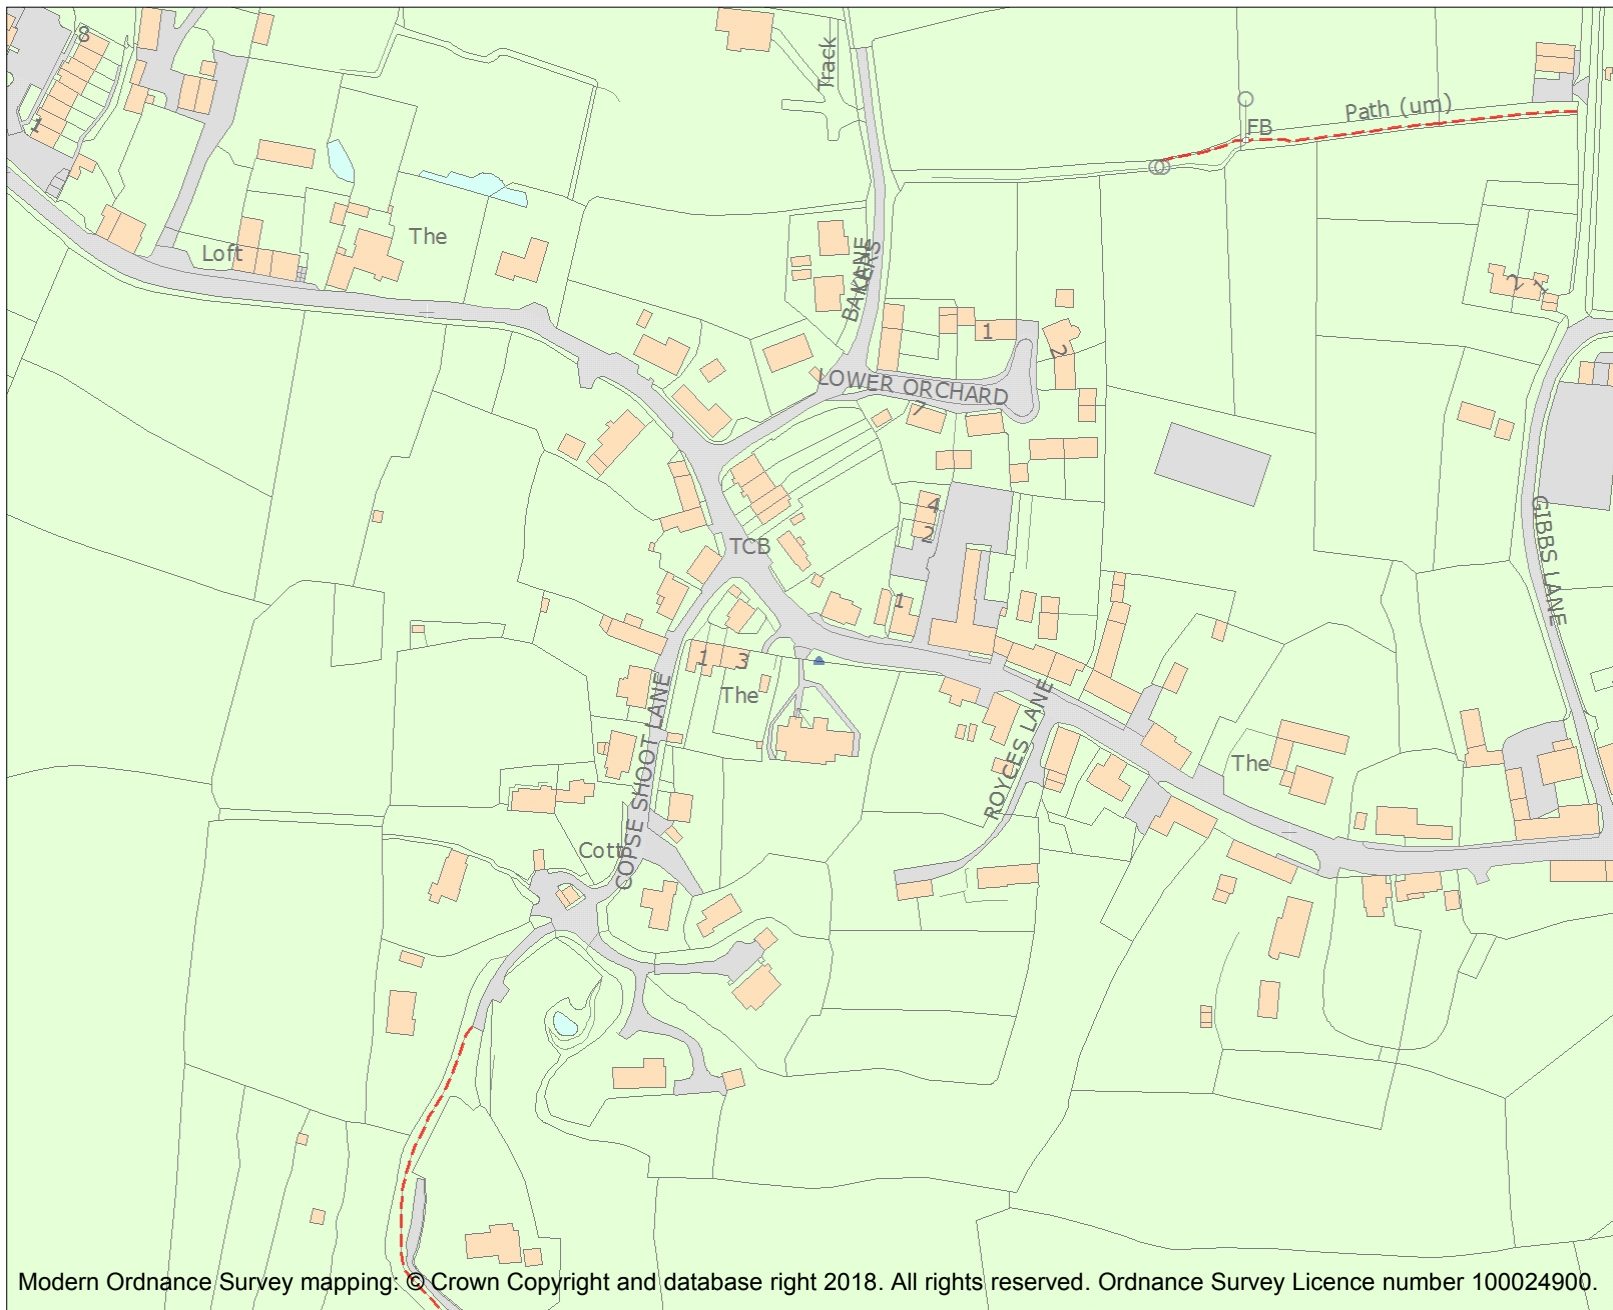 8
Track
Path (um)
FB
1
The
Loft
BAKERS
LANE
2
1
1
2
LOWER ORCHARD
7
4
2
GIBBS LANE
TCB
1
1
3
The
COPSE SHOOT LANE
ROYCES LANE
The
Cott
Modern Ordnance Survey mapping: © Crown Copyright and database right 2018. All rights reserved. Ordnance Survey Licence number 100024900.